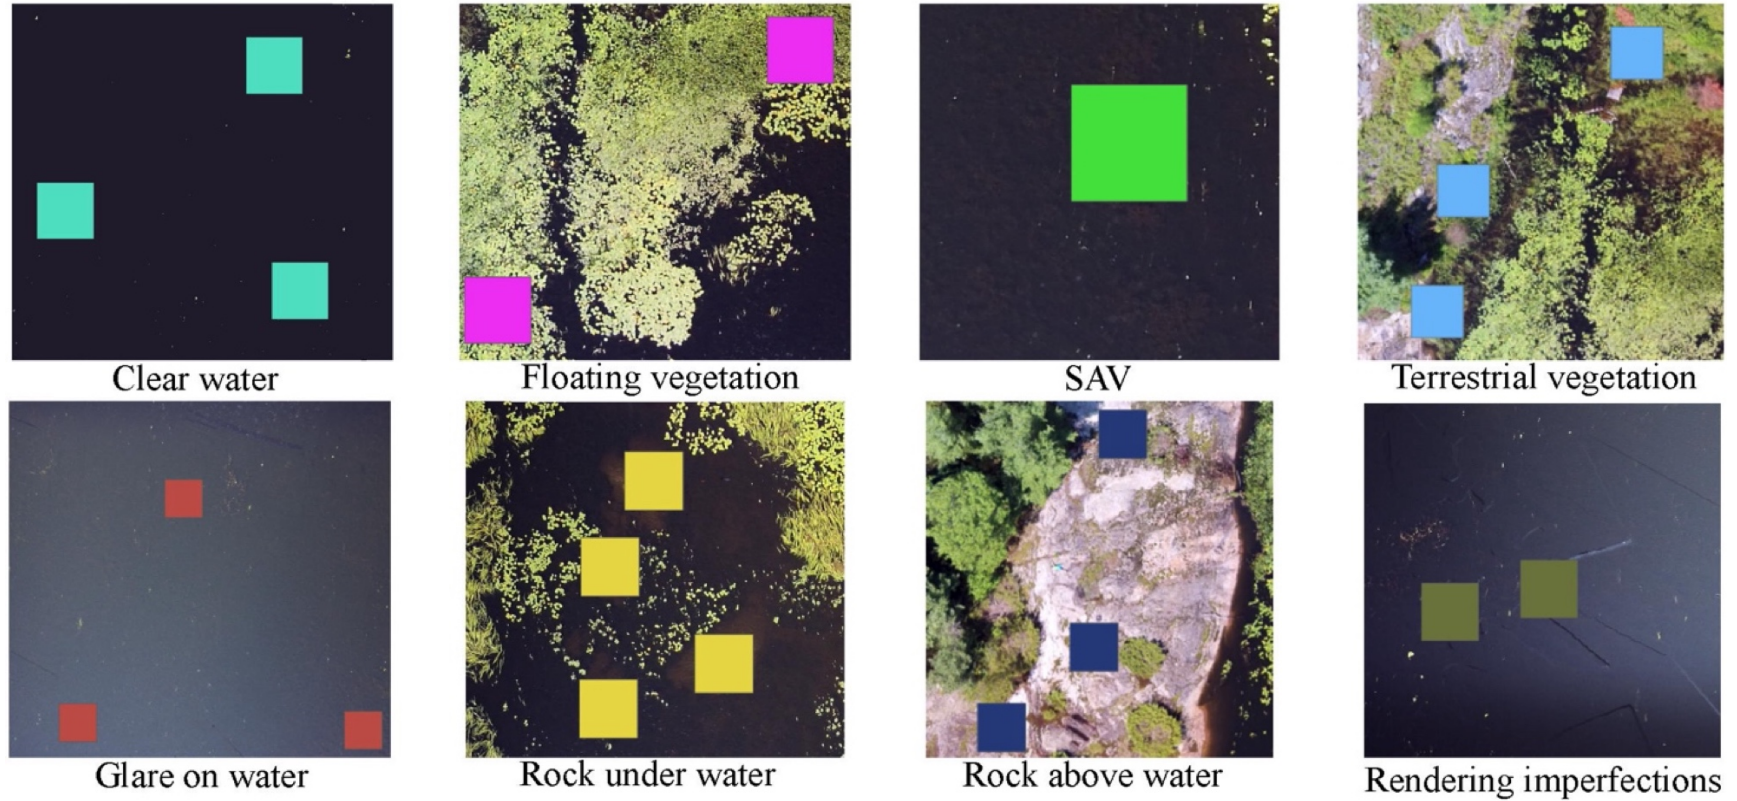 Clear water
Floating vegetation
SAV
Terrestrial vegetation
Glare on water
Rock under water
Rock above water
Rendering imperfections